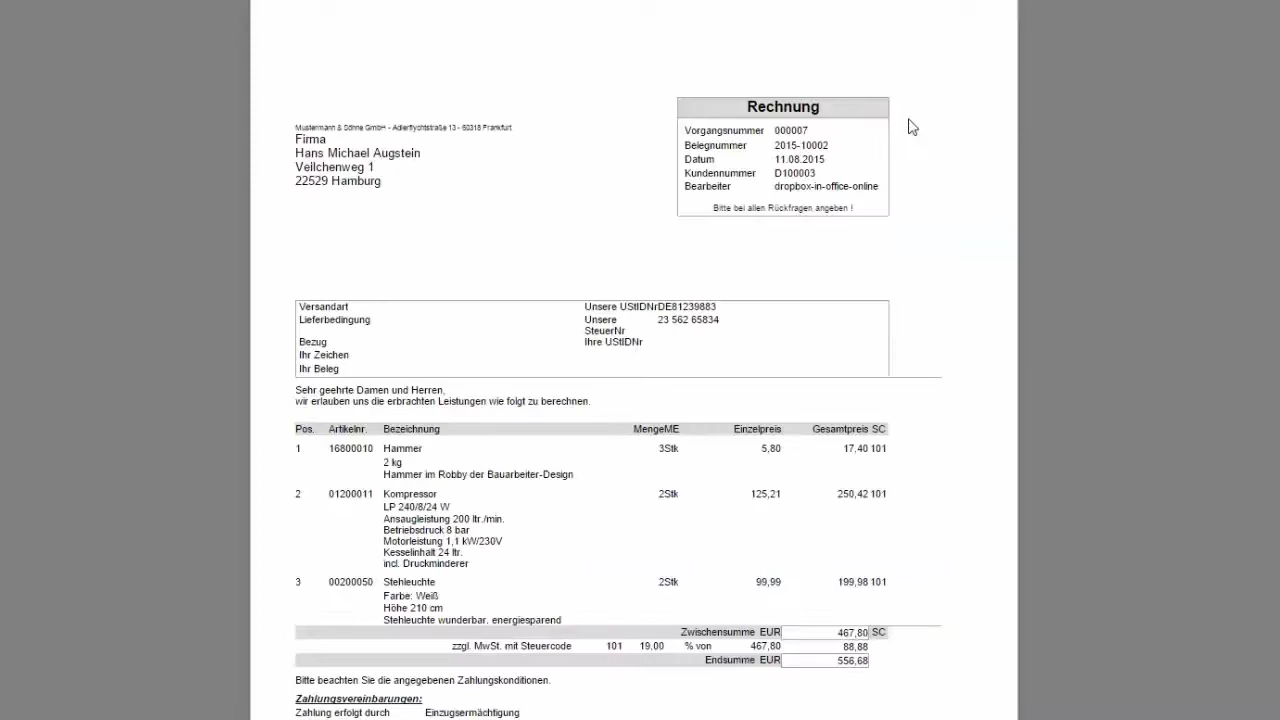 Rechnung
Mustermann & Söhne GmbH - Adlerflychtstraße 13 - 60318 Frankfurt
Firma
Hans Michael Augstein
Veilchenweg 1
22529 Hamburg
Vorgangsnummer 000007
Belegnummer 2015-10002
Datum 11.08.2015
Kundennummer D100003
Bearbeiter dropbox-in-office-online
Bitte bei allen Rückfragen angeben !
Versandart Unsere UStIDNrDE81239883
Lieferbedingung Unsere 23 562 65834
SteuerNr
Bezug Ihre UStIDNr
Ihr Zeichen
Ihr Beleg
Sehr geehrte Damen und Herren,
wir erlauben uns die erbrachten Leistungen wie folgt zu berechnen.
Pos. Artikelnr. Bezeichnung MengeME Einzelpreis Gesamtpreis SC
1 16800010 Hammer 3Stk 5,80 17,40 101
2 kg
Hammer im Robby der Bauarbeiter-Design
2 01200011 Kompressor 2Stk 125,21 250,42 101
LP 240/8/24 W
Ansaugleistung 200 ltr./min.
Betriebsdruck 8 bar
Motorleistung 1,1 kW/230V
Kesselinhalt 24 ltr.
incl. Druckminderer
3 00200050 Stehleuchte 2Stk 99,99 199,98 101
Farbe: Weiß
Höhe 210 cm
Stehleuchte wunderbar, energiesparend
Zwischensumme EUR 467,80 SC
zzgl. MwSt. mit Steuercode 101 19,00 % von 467,80 88,88
Endsumme EUR 556,68
Bitte beachten Sie die angegebenen Zahlungskonditionen.
Zahlungsvereinbarungen:
Zahlung erfolgt durch Einzugsermächtigung